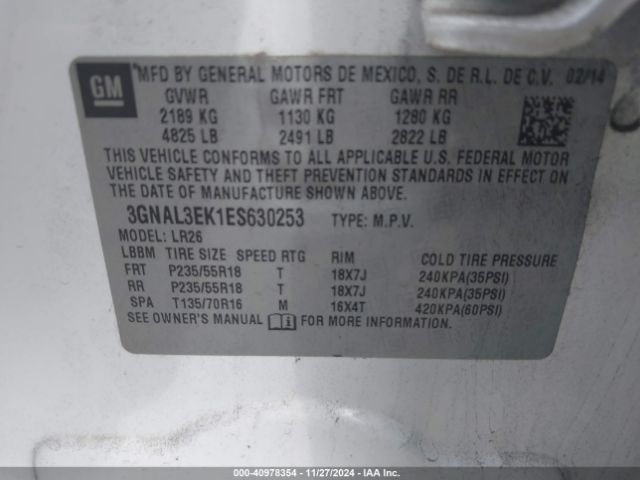 GM *MFD BY GENERAL MOTORS DE MEXICO, S. DE R.L. DE C.V. 02/14
GVWR GAWR FRT GAWR RR
2189 KG 1130 KG 1280 KG
4825 LB 2491 LB 2822 LB
THIS VEHICLE CONFORMS TO ALL APPLICABLE U.S. FEDERAL MOTOR
VEHICLE SAFETY AND THEFT PREVENTION STANDARDS IN EFFECT ON
THE DATE OF MANUFACTURE SHOWN ABOVE.
3GNAL3EK1ES630253 TYPE: M.P.V.
MODEL: LR26
LBBM TIRE SIZE SPEED RTG RIM COLD TIRE PRESSURE
FRT P235/55R18 T 18X7J 240KPA(35PSI)
RR P235/55R18 T 18X7J 240KPA(35PSI)
SPA T135/70R16 M 16X4T 420KPA(60PSI)
SEE OWNER'S MANUAL FOR MORE INFORMATION.
000-40978354 - 11/27/2024 - IAA Inc.